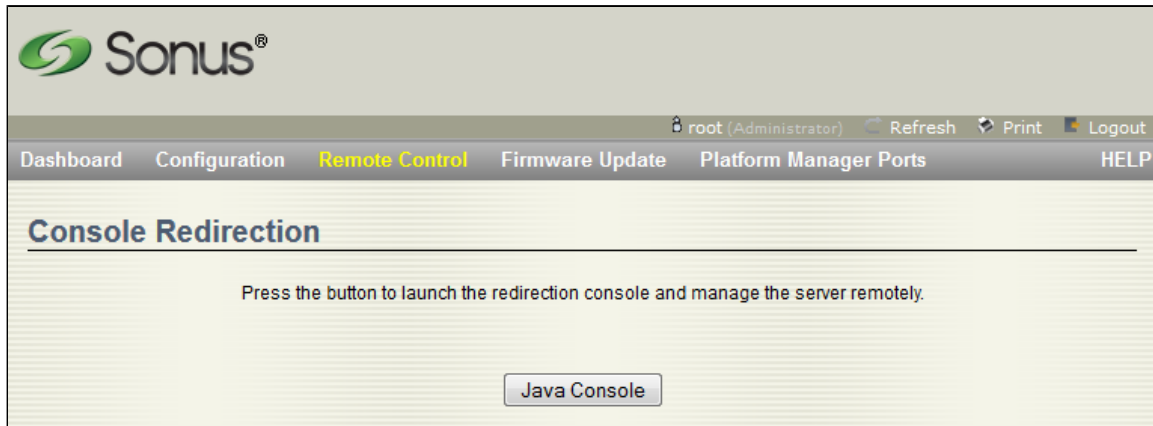 Sonus®
root (Administrator) Refresh Print Logout
Dashboard Configuration Remote Control Firmware Update Platform Manager Ports HELP
Console Redirection
Press the button to launch the redirection console and manage the server remotely.
Java Console